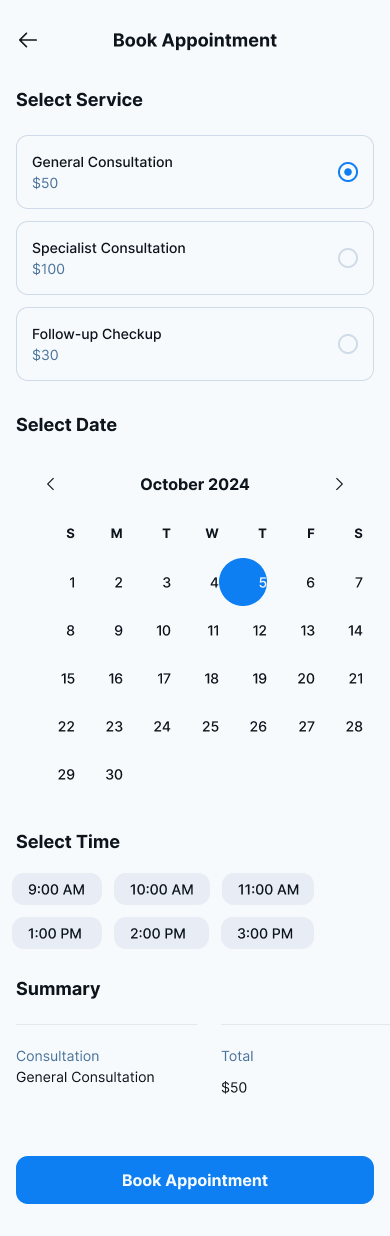 Book Appointment
Select Service
General Consultation
$50
Specialist Consultation
$100
Follow-up Checkup
$30
Select Date
October 2024
S M T W T F S
1 2 3 4 5 6 7
8 9 10 11 12 13 14
15 16 17 18 19 20 21
22 23 24 25 26 27 28
29 30
Select Time
9:00 AM 10:00 AM 11:00 AM
1:00 PM 2:00 PM 3:00 PM
Summary
Consultation Total
General Consultation
$50
Book Appointment